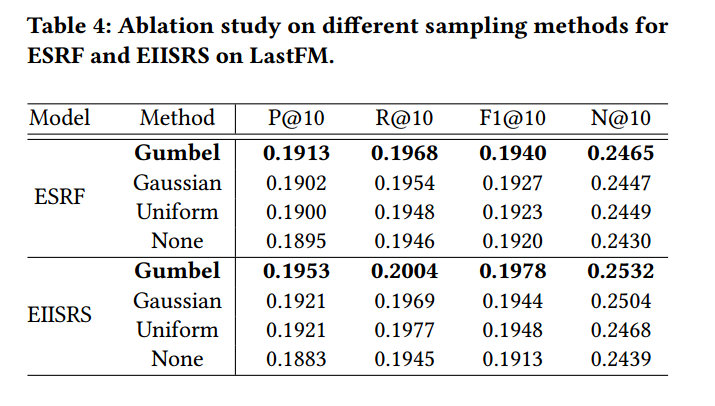 Table 4: Ablation study on different sampling methods for
ESRF and EIISRS on LastFM.
Model Method P@10 R@10 F1@10 N@10
ESRF
Gumbel 0.1913 0.1968 0.1940 0.2465
Gaussian 0.1902 0.1954 0.1927 0.2447
Uniform 0.1900 0.1948 0.1923 0.2449
None 0.1895 0.1946 0.1920 0.2430
EIISRS
Gumbel 0.1953 0.2004 0.1978 0.2532
Gaussian 0.1921 0.1969 0.1944 0.2504
Uniform 0.1921 0.1977 0.1948 0.2468
None 0.1883 0.1945 0.1913 0.2439